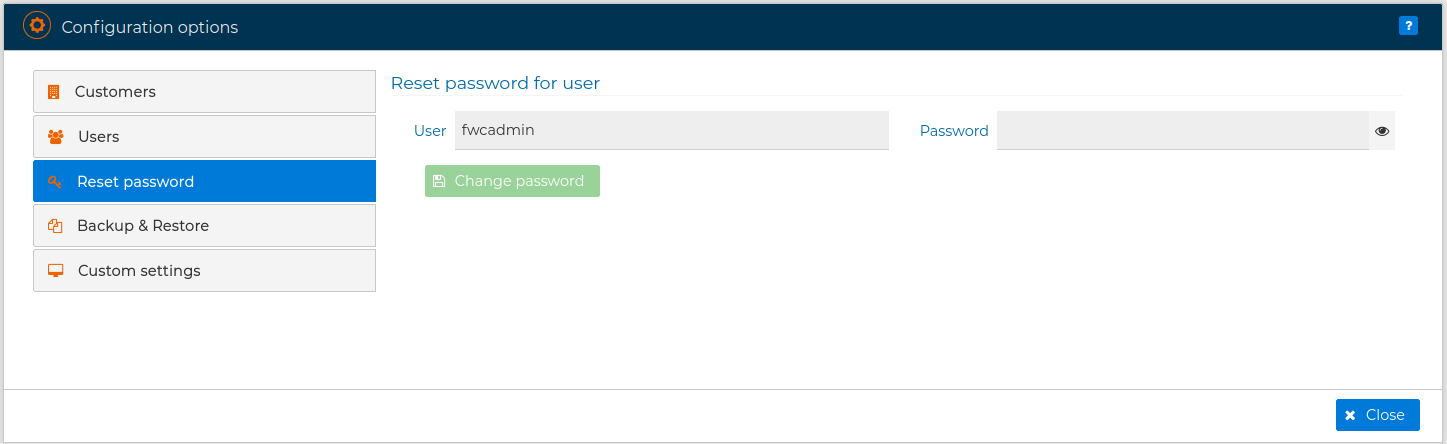 Configuration options
?
Customers
Users
Reset password
Backup & Restore
Custom settings
Reset password for user
User fwcadmin Password
Change password
Close